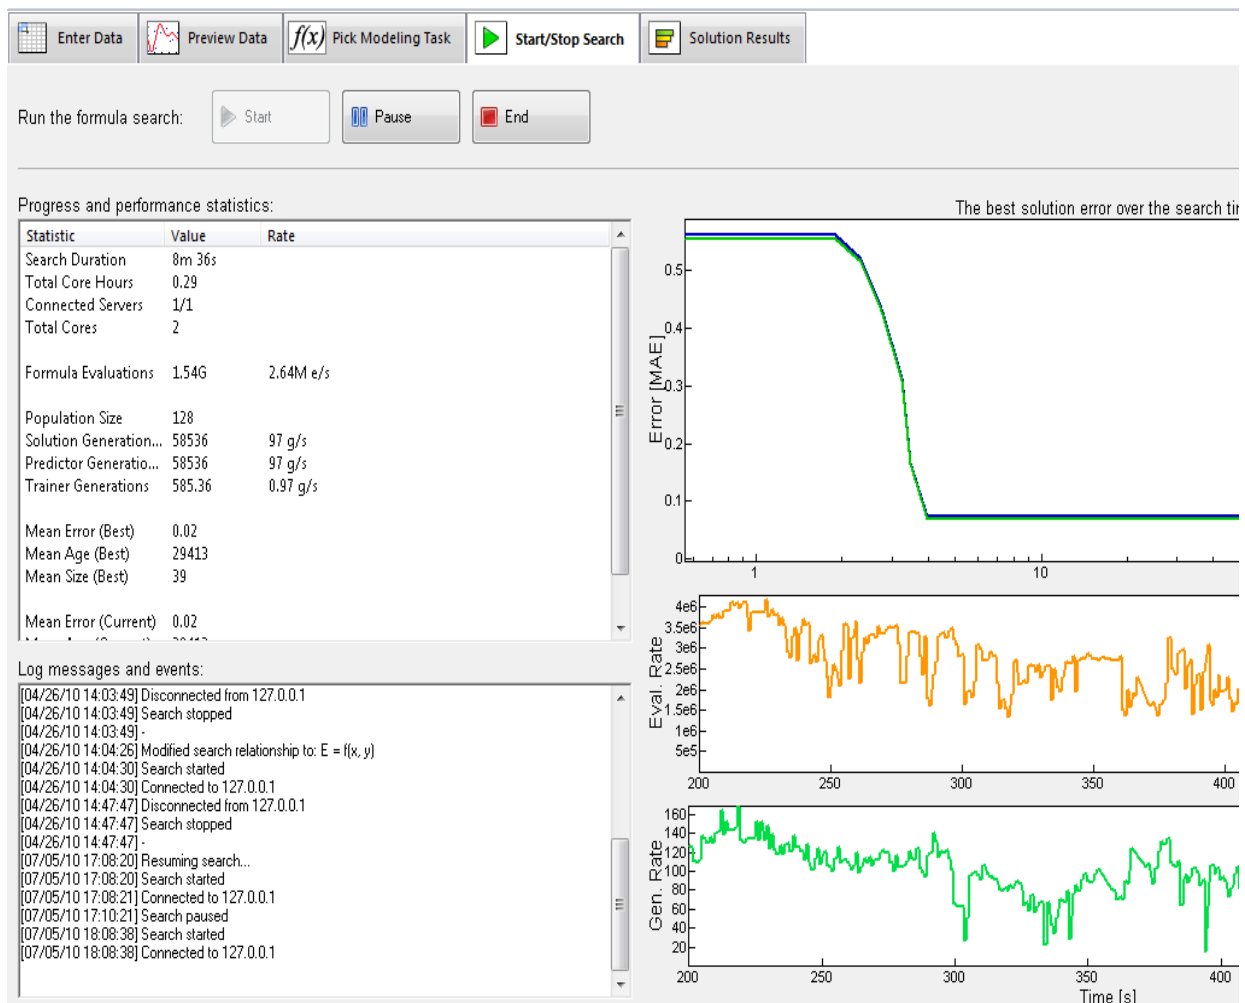 Enter Data
Preview Data
f(x) Pick Modeling Task
Start/Stop Search
Solution Results
Run the formula search:
Start
Pause
End
Progress and performance statistics:
Statistic Value Rate
Search Duration 8m 36s
Total Core Hours 0.29
Connected Servers 1/1
Total Cores 2
Formula Evaluations 1.54G 2.64M e/s
Population Size 128
Solution Generation... 58536 97 g/s
Predictor Generatio... 58536 97 g/s
Trainer Generations 585.36 0.97 g/s
Mean Error (Best) 0.02
Mean Age (Best) 29413
Mean Size (Best) 39
Mean Error (Current) 0.02
Log messages and events:
[04/26/10 14:03:49] Disconnected from 127.0.0.1
[04/26/10 14:03:49] Search stopped
[04/26/10 14:03:49] -
[04/26/10 14:04:26] Modified search relationship to: E = f(x, y)
[04/26/10 14:04:30] Search started
[04/26/10 14:04:30] Connected to 127.0.0.1
[04/26/10 14:47:47] Disconnected from 127.0.0.1
[04/26/10 14:47:47] Search stopped
[04/26/10 14:47:47] -
[07/05/10 17:08:20] Resuming search...
[07/05/10 17:08:20] Search started
[07/05/10 17:08:21] Connected to 127.0.0.1
[07/05/10 17:10:21] Search paused
[07/05/10 18:08:38] Search started
[07/05/10 18:08:38] Connected to 127.0.0.1
The best solution error over the search tim
Error [MAE]
0.5
0.4
0.3
0.2
0.1
0
1 10
Eval. Rate
4e6
3.5e6
3e6
2.5e6
2e6
1.5e6
1e6
5e5
200 250 300 350 400
Gen. Rate
160
140
120
100
80
60
40
20
200 250 300 350 400
Time [s]